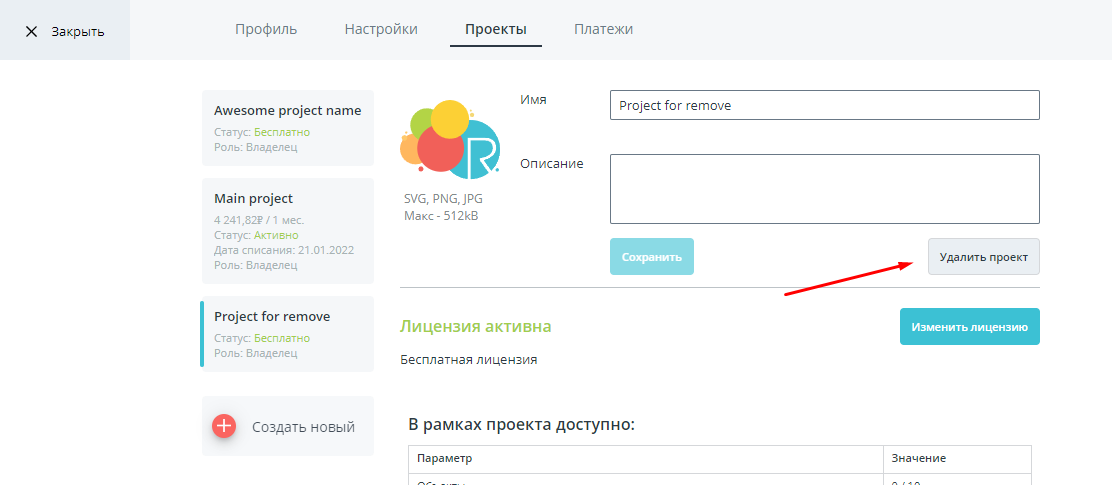 Закрыть
Профиль
Настройки
Проекты
Платежи
Awesome project name
Статус: Бесплатно
Роль: Владелец
Main project
4 241,82₽ / 1 мес.
Статус: Активно
Дата списания: 21.01.2022
Роль: Владелец
Project for remove
Статус: Бесплатно
Роль: Владелец
Создать новый
R
SVG, PNG, JPG
Макс - 512kB
Имя
Project for remove
Описание
Сохранить
Удалить проект
Лицензия активна
Изменить лицензию
Бесплатная лицензия
В рамках проекта доступно:
Параметр
Значение